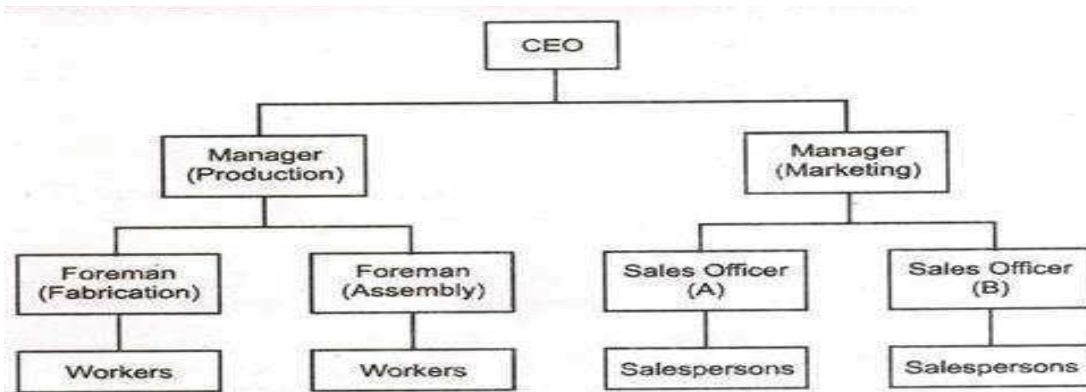 CEO
Manager
(Production)
Manager
(Marketing)
Foreman
(Fabrication)
Foreman
(Assembly)
Sales Officer
(A)
Sales Officer
(B)
Workers
Workers
Salespersons
Salespersons